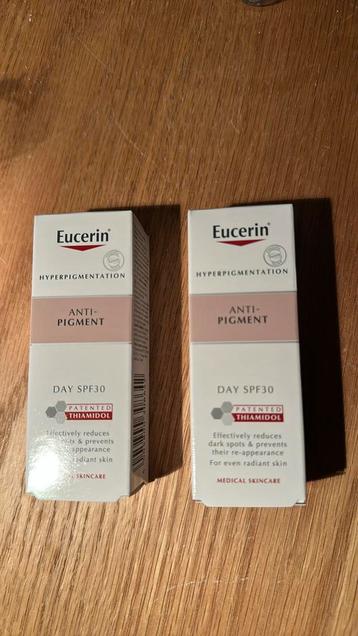 Eucerin®
HYPERPIGMENTATION
ANTI-
PIGMENT
DAY SPF30
PATENTED
THIAMIDOL
Effectively reduces
spots & prevents
re-appearance
radiant skin
SKINCARE
Eucerin®
HYPERPIGMENTATION
ANTI-
PIGMENT
DAY SPF30
PATENTED
THIAMIDOL
Effectively reduces
dark spots & prevents
their re-appearance
For even radiant skin
MEDICAL SKINCARE